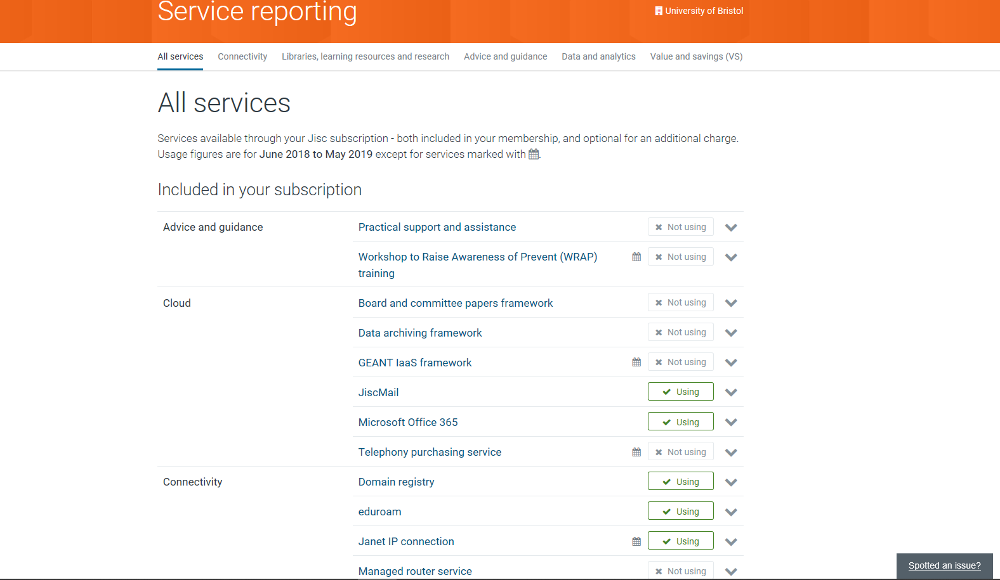 Service reporting
University of Bristol
All services
Connectivity
Libraries, learning resources and research
Advice and guidance
Data and analytics
Value and savings (VS)
All services
Services available through your Jisc subscription - both included in your membership, and optional for an additional charge.
Usage figures are for June 2018 to May 2019 except for services marked with .
Included in your subscription
Advice and guidance
Practical support and assistance
Not using
Workshop to Raise Awareness of Prevent (WRAP)
training
Not using
Cloud
Board and committee papers framework
Not using
Data archiving framework
Not using
GEANT IaaS framework
Not using
JiscMail
Using
Microsoft Office 365
Using
Telephony purchasing service
Not using
Connectivity
Domain registry
Using
eduroam
Using
Janet IP connection
Using
Managed router service
Not using
Spotted an issue?